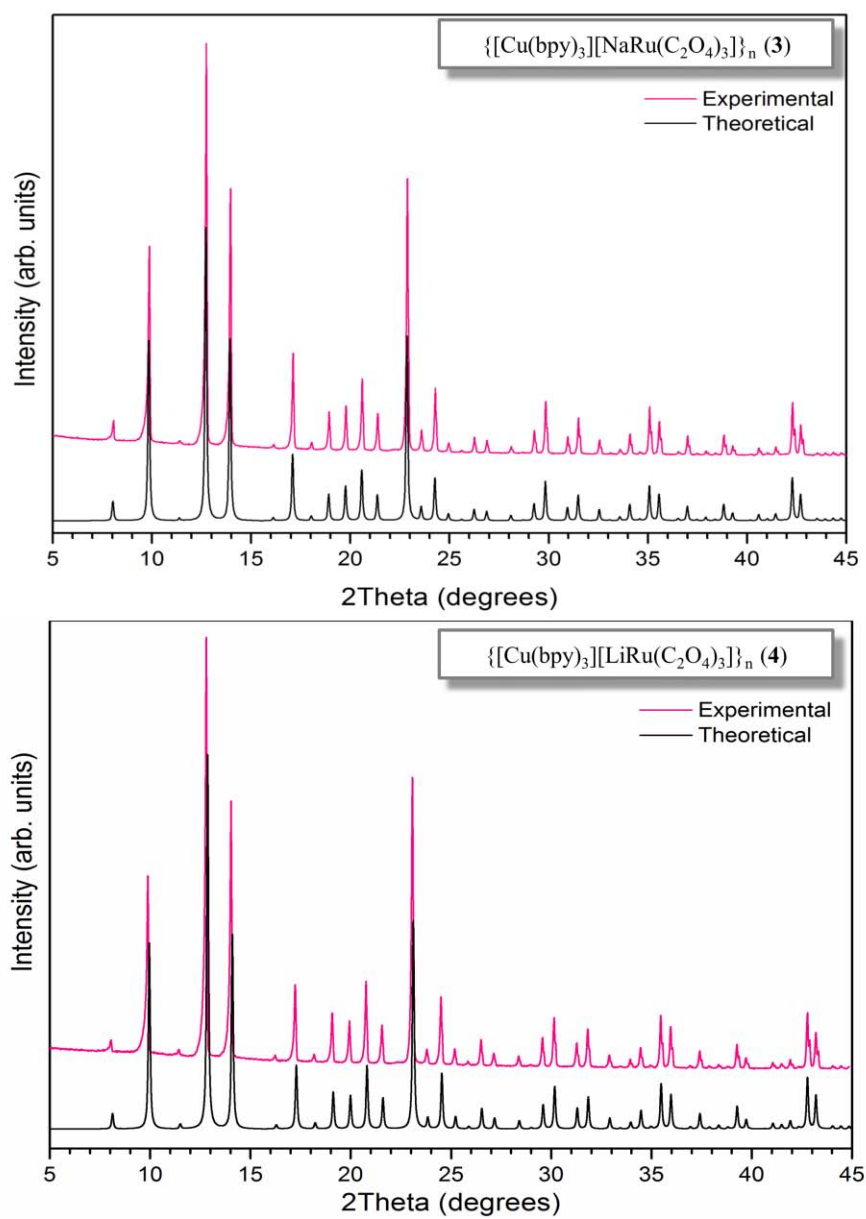 {[Cu(bpy)₃][NaRu(C₂O₄)₃]}ₙ (3)
Experimental
Theoretical
Intensity (arb. units)
5 10 15 20 25 30 35 40 45
2Theta (degrees)
{[Cu(bpy)₃][LiRu(C₂O₄)₃]}ₙ (4)
Experimental
Theoretical
Intensity (arb. units)
5 10 15 20 25 30 35 40 45
2Theta (degrees)